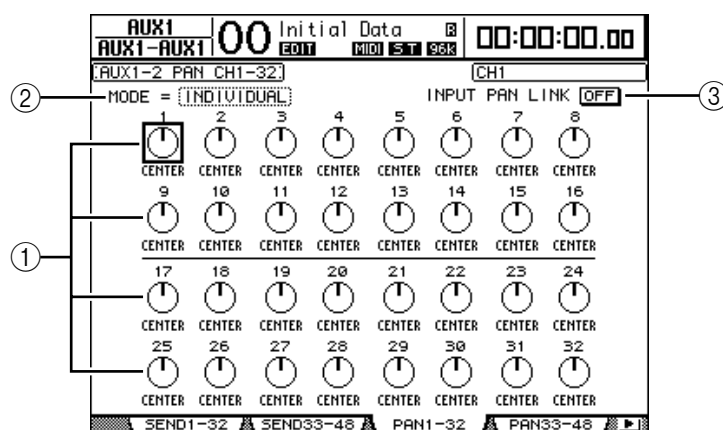 AUX1
AUX1-AUX1
00 Initial Data R
EDIT MIDI ST 96k
00:00:00.00
AUX1-2 PAN CH1-32
CH1
② MODE = INDIVIDUAL INPUT PAN LINK OFF ③
1 2 3 4 5 6 7 8
CENTER CENTER CENTER CENTER CENTER CENTER CENTER CENTER
9 10 11 12 13 14 15 16
CENTER CENTER CENTER CENTER CENTER CENTER CENTER CENTER
①
17 18 19 20 21 22 23 24
CENTER CENTER CENTER CENTER CENTER CENTER CENTER CENTER
25 26 27 28 29 30 31 32
CENTER CENTER CENTER CENTER CENTER CENTER CENTER CENTER
SEND1-32 SEND33-48 PAN1-32 PAN33-48